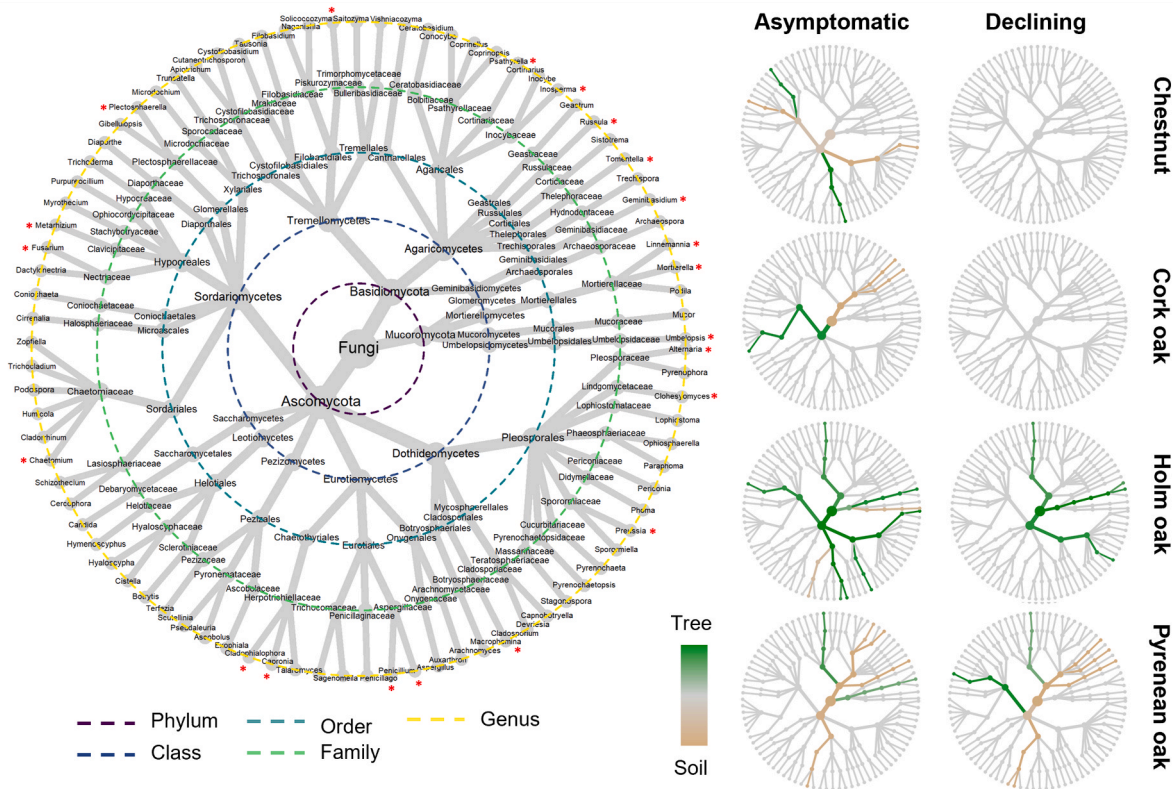 Asymptomatic
Declining
Chestnut
Cork oak
Holm oak
Pyrenean oak
Tree
Soil
Phylum
Class
Order
Family
Genus
Fungi
Basidiomycota
Mucoromycota
Ascomycota
Tremellomycetes
Agaricomycetes
Geminibasidiomycetes
Glomeromycetes
Mortierellomycetes
Mucoromycetes
Umbelopsidomycetes
Dothideomycetes
Eurotiomycetes
Pezizomycetes
Leotiomycetes
Saccharomycetes
Sordariomycetes
Filobasidiales
Tremellales
Cantharellales
Agaricales
Geastrales
Russulales
Corticiales
Thelephorales
Trechisporales
Geminibasidiales
Archaeosporales
Mortierellales
Mucorales
Umbelopsidales
Pleosporales
Mycosphaerellales
Cladosporiales
Botryosphaeriales
Onygenales
Eurotiales
Chaetothyriales
Pezizales
Helotiales
Saccharomycetales
Sordariales
Microascales
Coniochaetales
Hypocreales
Diaporthales
Glomerellales
Xylariales
Trichosporonales
Cystofilobasidiales
Piskurozymaceae
Trimorphomycetaceae
Bulleribasidiaceae
Ceratobasidiaceae
Bolbitiaceae
Psathyrellaceae
Cortinariaceae
Inocybaceae
Geastraceae
Russulaceae
Corticiaceae
Thelephoraceae
Hydnodontaceae
Geminibasidiaceae
Archaeosporaceae
Mortierellaceae
Mucoraceae
Umbelopsidaceae
Pleosporaceae
Lindgomycetaceae
Lophiostomataceae
Phaeosphaeriaceae
Periconiaceae
Didymellaceae
Sporormiaceae
Cucurbitariaceae
Pyrenochaetopsidaceae
Massarinaceae
Teratosphaeriaceae
Cladosporiaceae
Botryosphaeriaceae
Arachnomycetaceae
Onygenaceae
Aspergillaceae
Penicillaginaceae
Trichocomaceae
Herpotrichiellaceae
Ascobolaceae
Pyronemataceae
Pezizaceae
Sclerotiniaceae
Hyaloscyphaceae
Helotiaceae
Debaryomycetaceae
Lasiosphaeriaceae
Chaetomiaceae
Halosphaeriaceae
Coniochaetaceae
Nectriaceae
Clavicipitaceae
Stachybotryaceae
Ophiocordycipitaceae
Hypocreaceae
Diaporthaceae
Plectosphaerellaceae
Microdochiaceae
Sporocadaceae
Trichosporonaceae
Cystofilobasidiaceae
Mrakiaceae
Filobasidiaceae
Solicoccozyma *
Saitozyma
Vishniacozyma
Ceratobasidium
Conocybe
Coprinellus
Coprinopsis
Psathyrella *
Cortinarius
Inocybe
Inosperma *
Geastrum
Russula *
Sistotrema
Tomentella *
Trechispora
Geminibasidium *
Archaeospora
Linnemannia *
Mortierella *
Podila
Mucor
Umbelopsis *
Alternaria *
Pyrenophora
Clohesyomyces *
Lophiostoma
Ophiosphaerella
Paraphoma
Periconia
Phoma
Preussia *
Sporormiella
Pyrenochaeta
Pyrenochaetopsis
Stagonospora
Capnobotryella
Devriesia
Cladosporium
Macrophomina *
Arachnomyces
Auxarthron
Aspergillus *
Penicillium *
Penicillago
Sagenomella
Talaromyces
Capronia *
Cladophialophora *
Exophiala
Ascobolus
Pseudaleuria
Scutellinia
Terfezia
Botrytis
Cistella
Hyalorcypha
Hymenoscyphus
Candida
Cercophora
Schizothecium
* Chaetomium
Cladorrhinum
Humicola
Podospora
Trichocladium
Zopfiella
Cirrenalia
Coniochaeta
Dactylonectria
* Fusarium
* Metarhizium
Myrothecium
Purpureocillium
Trichoderma
Diaporthe
Gibellulopsis
* Plectosphaerella
Microdochium
Truncatella
Apiotrichum
Cutanentrichosporon
Cystofilobasidium
Tausonia
Filobasidium
Naganishia